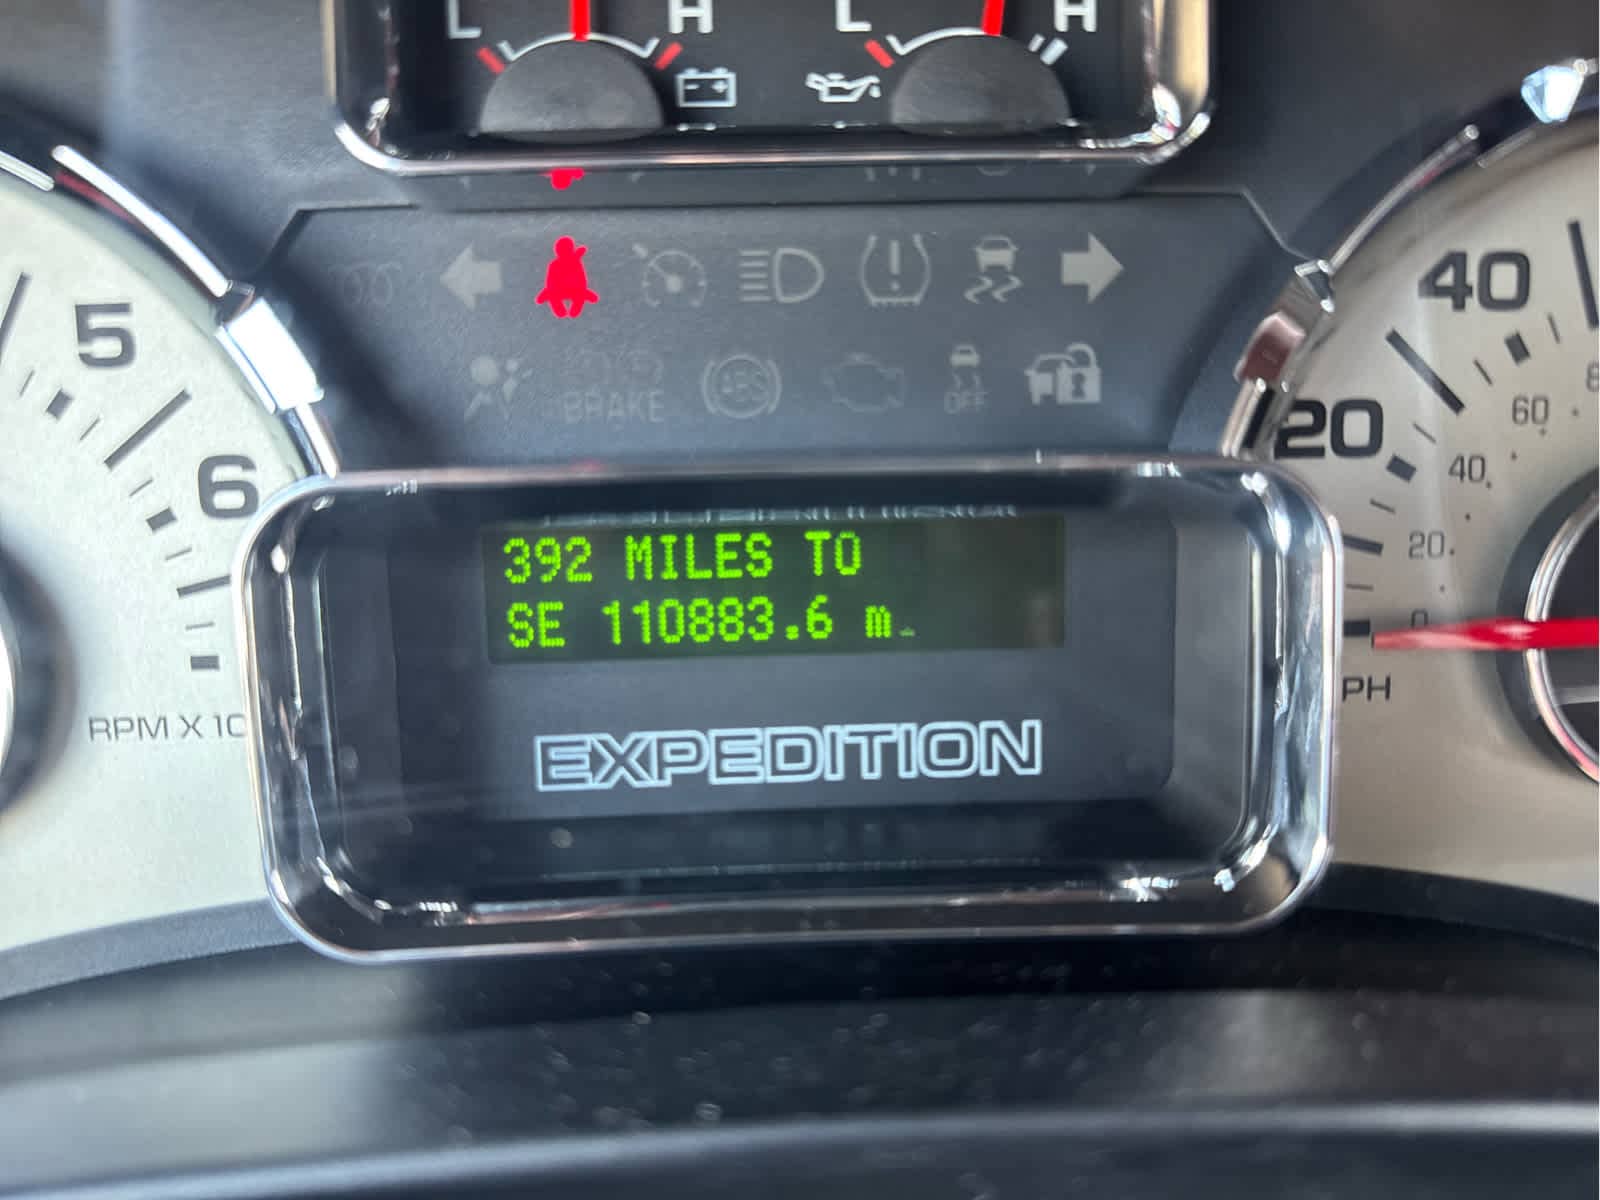 L H L H
5
6
40
20
60
40
20
0
BRAKE
ABS
OFF
392 MILES TO
SE 110883.6 m
EXPEDITION
RPM X 10
PH